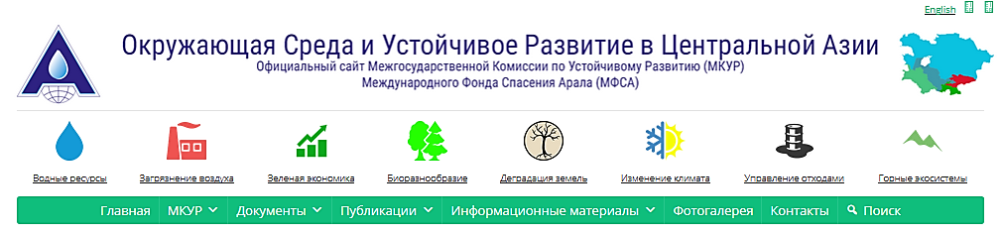 English
Окружающая Среда и Устойчивое Развитие в Центральной Азии
Официальный сайт Межгосударственной Комиссии по Устойчивому Развитию (МКУР)
Международного Фонда Спасения Арала (МФСА)
Водные ресурсы Загрязнение воздуха Зеленая экономика Биоразнообразие Деградация земель Изменение климата Управление отходами Горные экосистемы
Главная МКУР Документы Публикации Информационные материалы Фотогалерея Контакты Поиск